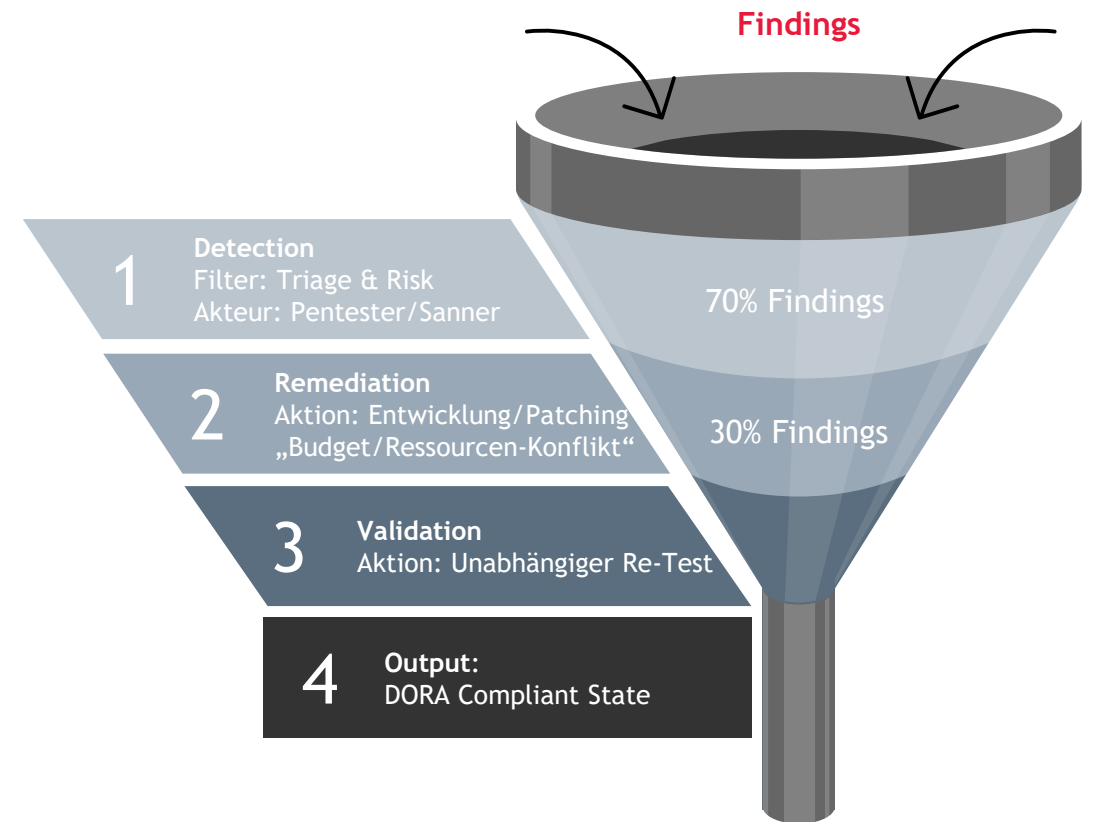 Findings
1
Detection
Filter: Triage & Risk
Akteur: Pentester/Sanner
70% Findings
2
Remediation
Aktion: Entwicklung/Patching
„Budget/Ressourcen-Konflikt“
30% Findings
3
Validation
Aktion: Unabhängiger Re-Test
4
Output:
DORA Compliant State